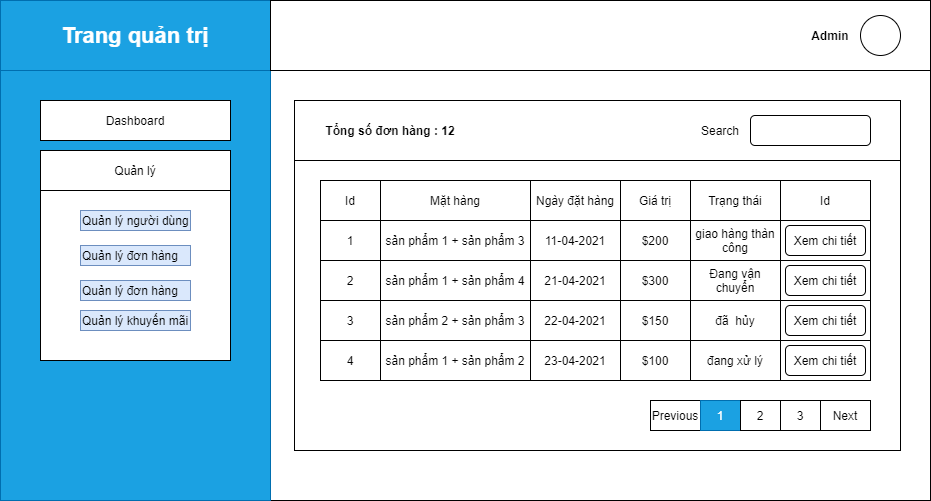 Trang quản trị
Admin
Dashboard
Quản lý
Quản lý người dùng
Quản lý đơn hàng
Quản lý đơn hàng
Quản lý khuyến mãi
Tổng số đơn hàng : 12
Search
Id Mặt hàng Ngày đặt hàng Giá trị Trạng thái Id
1 sản phẩm 1 + sản phẩm 3 11-04-2021 $200 giao hàng thàn công Xem chi tiết
2 sản phẩm 1 + sản phẩm 4 21-04-2021 $300 Đang vận chuyển Xem chi tiết
3 sản phẩm 2 + sản phẩm 3 22-04-2021 $150 đã hủy Xem chi tiết
4 sản phẩm 1 + sản phẩm 2 23-04-2021 $100 đang xử lý Xem chi tiết
Previous 1 2 3 Next